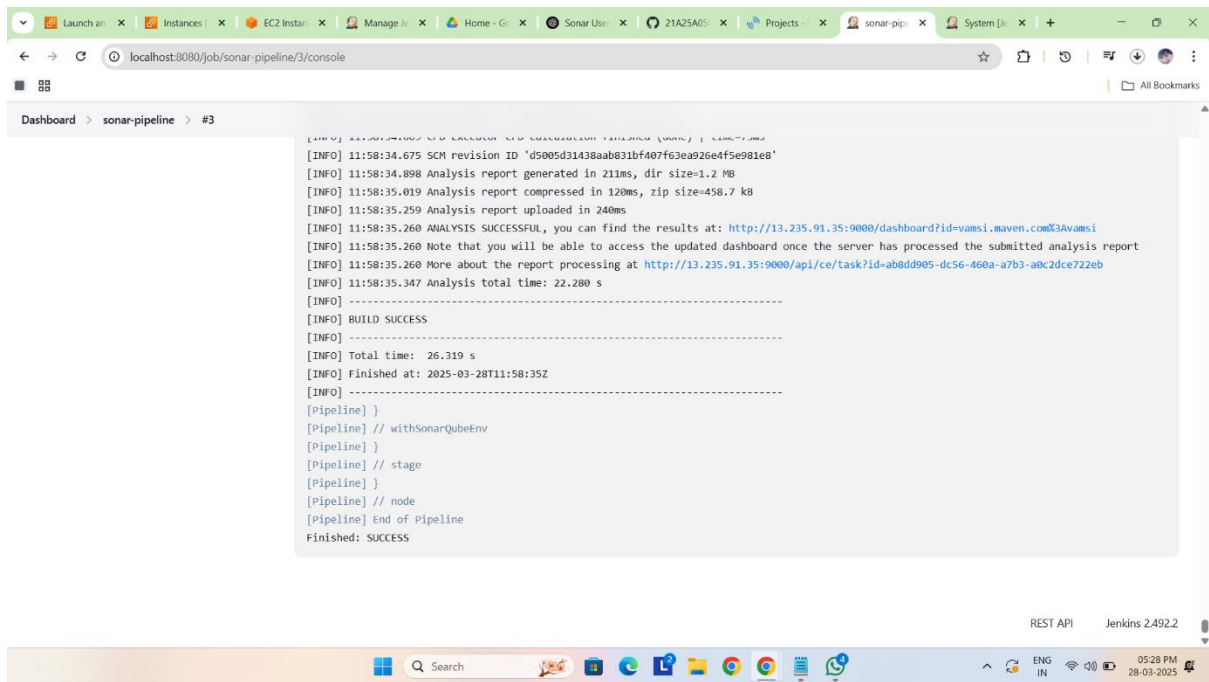 Launch an
Instances |
EC2 Instan
Manage Je
Home - Go
Sonar User
21A25A05
Projects -
sonar-pipe
System [Je
localhost:8080/job/sonar-pipeline/3/console
All Bookmarks
Dashboard > sonar-pipeline > #3
[INFO] 11:58:34.675 SCM revision ID 'd5005d31438aab831bf407f63ea926e4f5e981e8'
[INFO] 11:58:34.898 Analysis report generated in 211ms, dir size=1.2 MB
[INFO] 11:58:35.019 Analysis report compressed in 120ms, zip size=458.7 kB
[INFO] 11:58:35.259 Analysis report uploaded in 240ms
[INFO] 11:58:35.260 ANALYSIS SUCCESSFUL, you can find the results at: http://13.235.91.35:9000/dashboard?id=vamsi.maven.com%3Avamsi
[INFO] 11:58:35.260 Note that you will be able to access the updated dashboard once the server has processed the submitted analysis report
[INFO] 11:58:35.260 More about the report processing at http://13.235.91.35:9000/api/ce/task?id=ab8dd905-dc56-460a-a7b3-a0c2dce722eb
[INFO] 11:58:35.347 Analysis total time: 22.280 s
[INFO] ------------------------------------------------------------------------
[INFO] BUILD SUCCESS
[INFO] ------------------------------------------------------------------------
[INFO] Total time:  26.319 s
[INFO] Finished at: 2025-03-28T11:58:35Z
[INFO] ------------------------------------------------------------------------
[Pipeline] }
[Pipeline] // withSonarQubeEnv
[Pipeline] }
[Pipeline] // stage
[Pipeline] }
[Pipeline] // node
[Pipeline] End of Pipeline
Finished: SUCCESS
REST API Jenkins 2.492.2
Search
ENG
IN
05:28 PM
28-03-2025